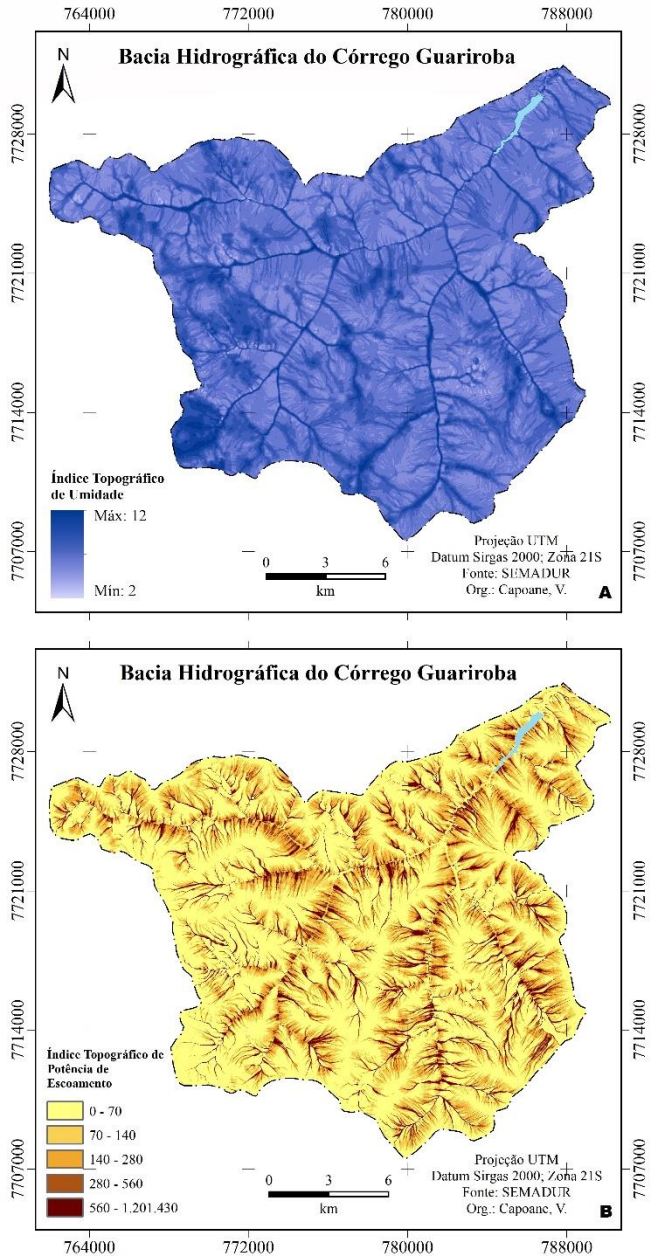 764000 772000 780000 788000
N
Bacia Hidrográfica do Córrego Guariroba
7728000 7728000
7721000 7721000
7714000 7714000
7707000 7707000
Índice Topográfico
de Umidade
Máx: 12
Mín: 2
0 3 6
km
Projeção UTM
Datum Sirgas 2000; Zona 21S
Fonte: SEMADUR
Org.: Capoane, V.
A
N
Bacia Hidrográfica do Córrego Guariroba
7728000 7728000
7721000 7721000
7714000 7714000
7707000 7707000
Índice Topográfico de
Potência de
Escoamento
0 - 70
70 - 140
140 - 280
280 - 560
560 - 1.201.430
0 3 6
km
Projeção UTM
Datum Sirgas 2000; Zona 21S
Fonte: SEMADUR
Org.: Capoane, V.
B
764000 772000 780000 788000